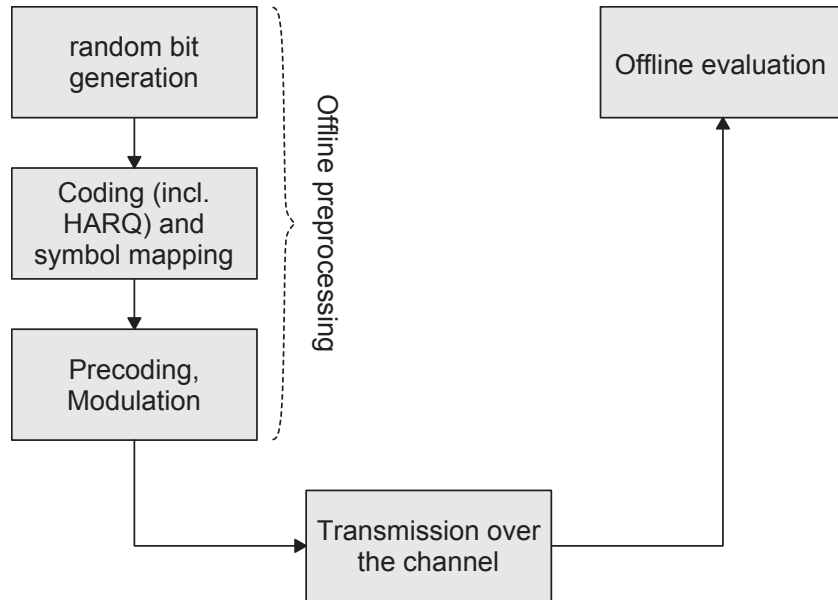 random bit
generation
Coding (incl.
HARQ) and
symbol mapping
Precoding,
Modulation
Offline preprocessing
Transmission over
the channel
Offline evaluation